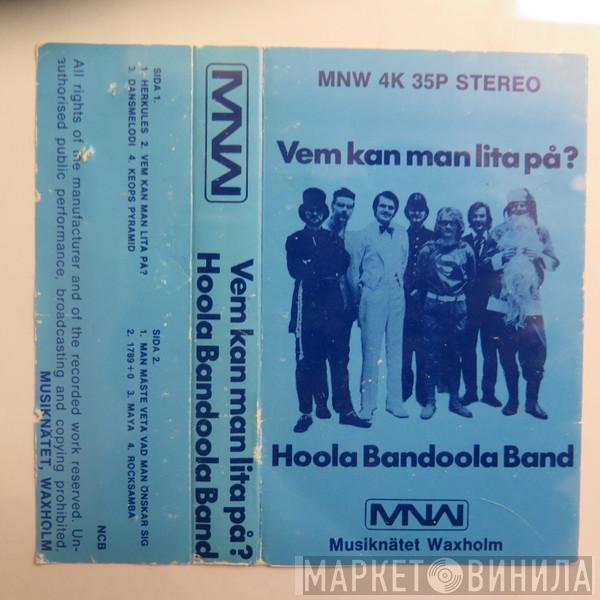 MNW 4K 35P STEREO
Vem kan man lita på?
Hoola Bandoola Band
MNW
Musiknätet Waxholm
MNW
Vem kan man lita på?
Hoola Bandoola Band
SIDA 1.
1. HERKULES 2. VEM KAN MAN LITA PÅ?
3. DANSMELODI 4. KEOPS PYRAMID
SIDA 2.
1. MAN MÅSTE VETA VAD MAN ÖNSKAR SIG
2. 1789+0 3. MAYA 4. ROCKSAMBA
NCB
All rights of the manufacturer and of the recorded work reserved. Un-
authorised public performance, broadcasting and copying prohibited.
MUSIKNÄTET, WAXHOLM
МАРКЕТ ВИНИЛА